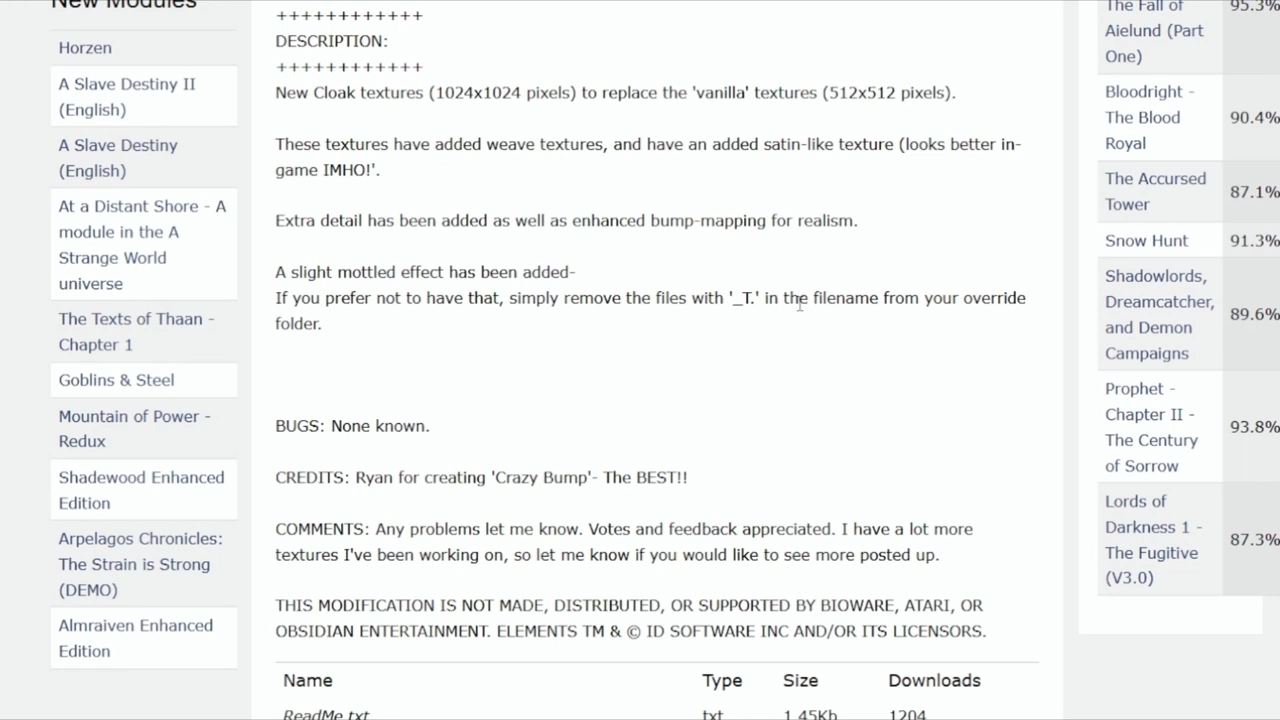 New Modules
Horzen
A Slave Destiny II
(English)
A Slave Destiny
(English)
At a Distant Shore - A
module in the A
Strange World
universe
The Texts of Thaan -
Chapter 1
Goblins & Steel
Mountain of Power -
Redux
Shadewood Enhanced
Edition
Arpelagos Chronicles:
The Strain is Strong
(DEMO)
Almraiven Enhanced
Edition
++++++++++++
DESCRIPTION:
++++++++++++
New Cloak textures (1024x1024 pixels) to replace the 'vanilla' textures (512x512 pixels).
These textures have added weave textures, and have an added satin-like texture (looks better in-
game IMHO!'.
Extra detail has been added as well as enhanced bump-mapping for realism.
A slight mottled effect has been added-
If you prefer not to have that, simply remove the files with '_T.' in the filename from your override
folder.
BUGS: None known.
CREDITS: Ryan for creating 'Crazy Bump'- The BEST!!
COMMENTS: Any problems let me know. Votes and feedback appreciated. I have a lot more
textures I've been working on, so let me know if you would like to see more posted up.
THIS MODIFICATION IS NOT MADE, DISTRIBUTED, OR SUPPORTED BY BIOWARE, ATARI, OR
OBSIDIAN ENTERTAINMENT. ELEMENTS TM & © ID SOFTWARE INC AND/OR ITS LICENSORS.
Name Type Size Downloads
ReadMe.txt txt 1.45Kb 1204
The Fall of 95.3%
Aielund (Part
One)
Bloodright -
The Blood 90.4%
Royal
The Accursed 87.1%
Tower
Snow Hunt 91.3%
Shadowlords,
Dreamcatcher, 89.6%
and Demon
Campaigns
Prophet -
Chapter II - 93.8%
The Century
of Sorrow
Lords of
Darkness 1 - 87.3%
The Fugitive
(V3.0)